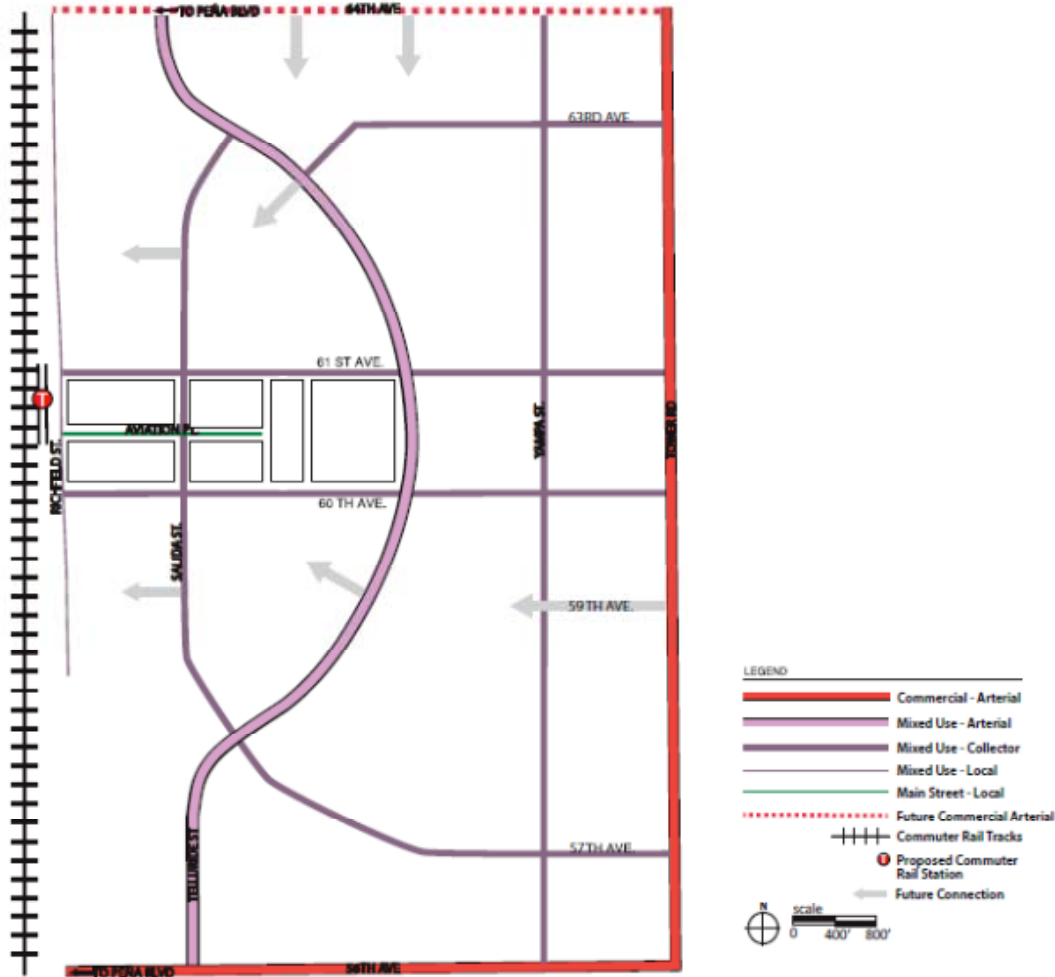 TO PEÑA BLVD
64TH AVE.
63RD AVE.
61 ST AVE.
T
AVIATION PL.
RICHFIELD ST.
YAMPA ST.
TOWER RD
60 TH AVE.
SALIDA ST.
59TH AVE.
TELLURIDE ST
57TH AVE.
TO PEÑA BLVD
56TH AVE
LEGEND
Commercial - Arterial
Mixed Use - Arterial
Mixed Use - Collector
Mixed Use - Local
Main Street - Local
Future Commercial Arterial
Commuter Rail Tracks
T Proposed Commuter
Rail Station
Future Connection
N
scale
0 400' 800'